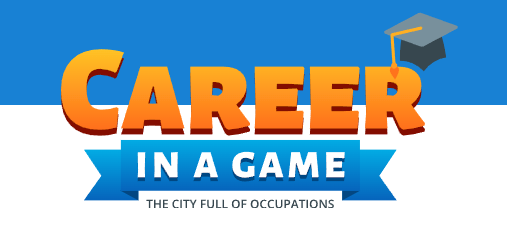 CAREER
IN A GAME
THE CITY FULL OF OCCUPATIONS